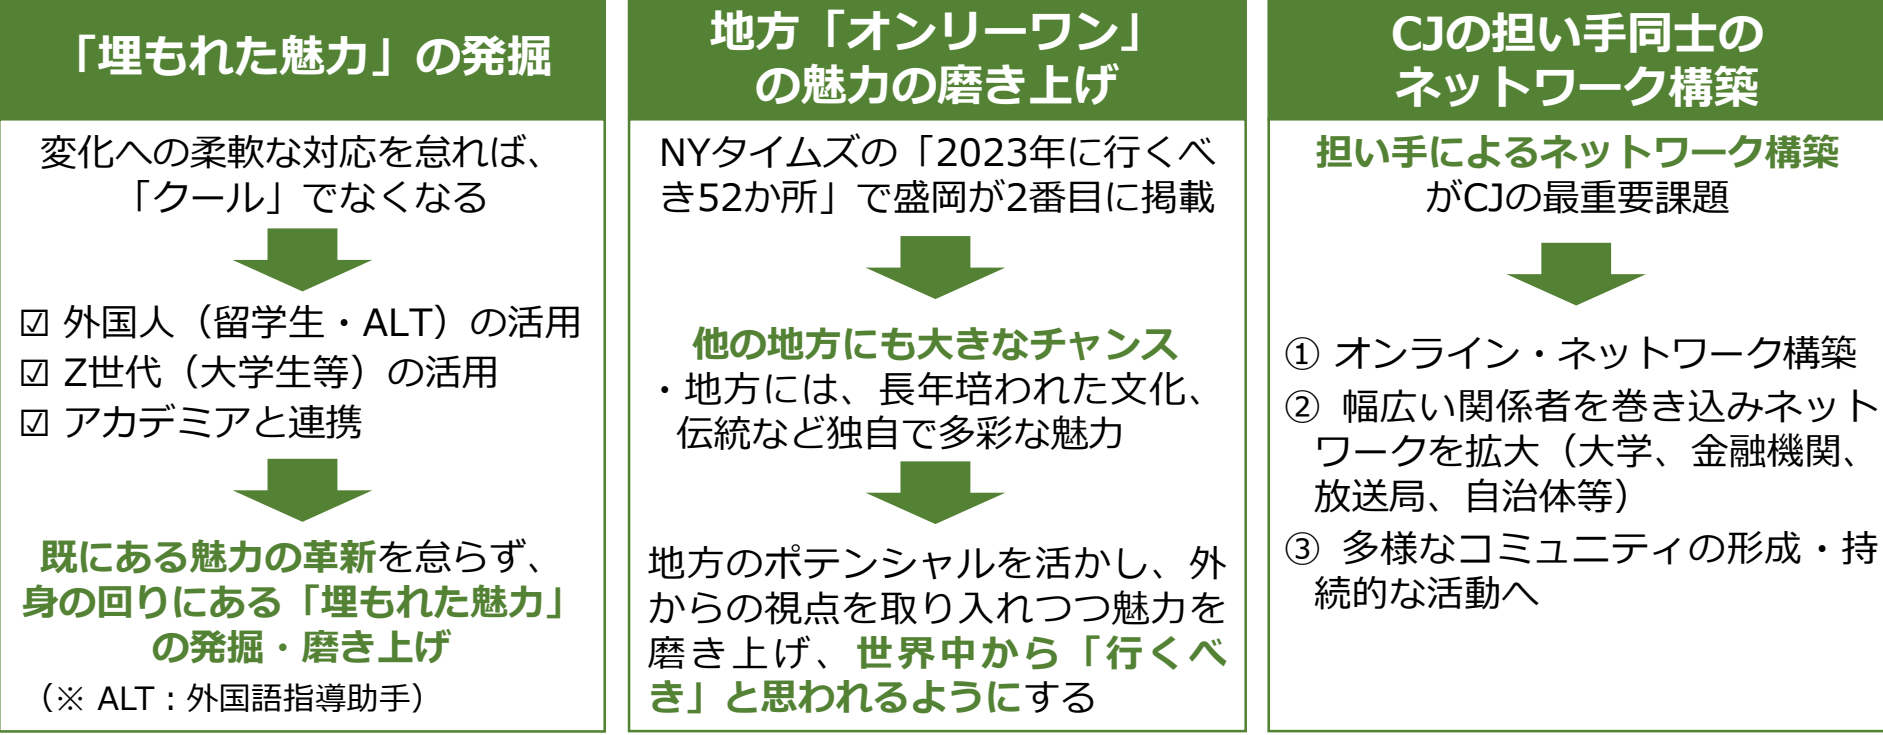 「埋もれた魅力」の発掘
変化への柔軟な対応を怠れば、
「クール」でなくなる
☑ 外国人（留学生・ALT）の活用
☑ Z世代（大学生等）の活用
☑ アカデミアと連携
既にある魅力の革新を怠らず、
身の回りにある「埋もれた魅力」
の発掘・磨き上げ
（※ ALT：外国語指導助手）
地方「オンリーワン」
の魅力の磨き上げ
NYタイムズの「2023年に行くべ
き52か所」で盛岡が2番目に掲載
他の地方にも大きなチャンス
・地方には、長年培われた文化、
伝統など独自で多彩な魅力
地方のポテンシャルを活かし、外
からの視点を取り入れつつ魅力を
磨き上げ、世界中から「行くべ
き」と思われるようにする
CJの担い手同士の
ネットワーク構築
担い手によるネットワーク構築
がCJの最重要課題
① オンライン・ネットワーク構築
② 幅広い関係者を巻き込みネット
ワークを拡大（大学、金融機関、
放送局、自治体等）
③ 多様なコミュニティの形成・持
続的な活動へ